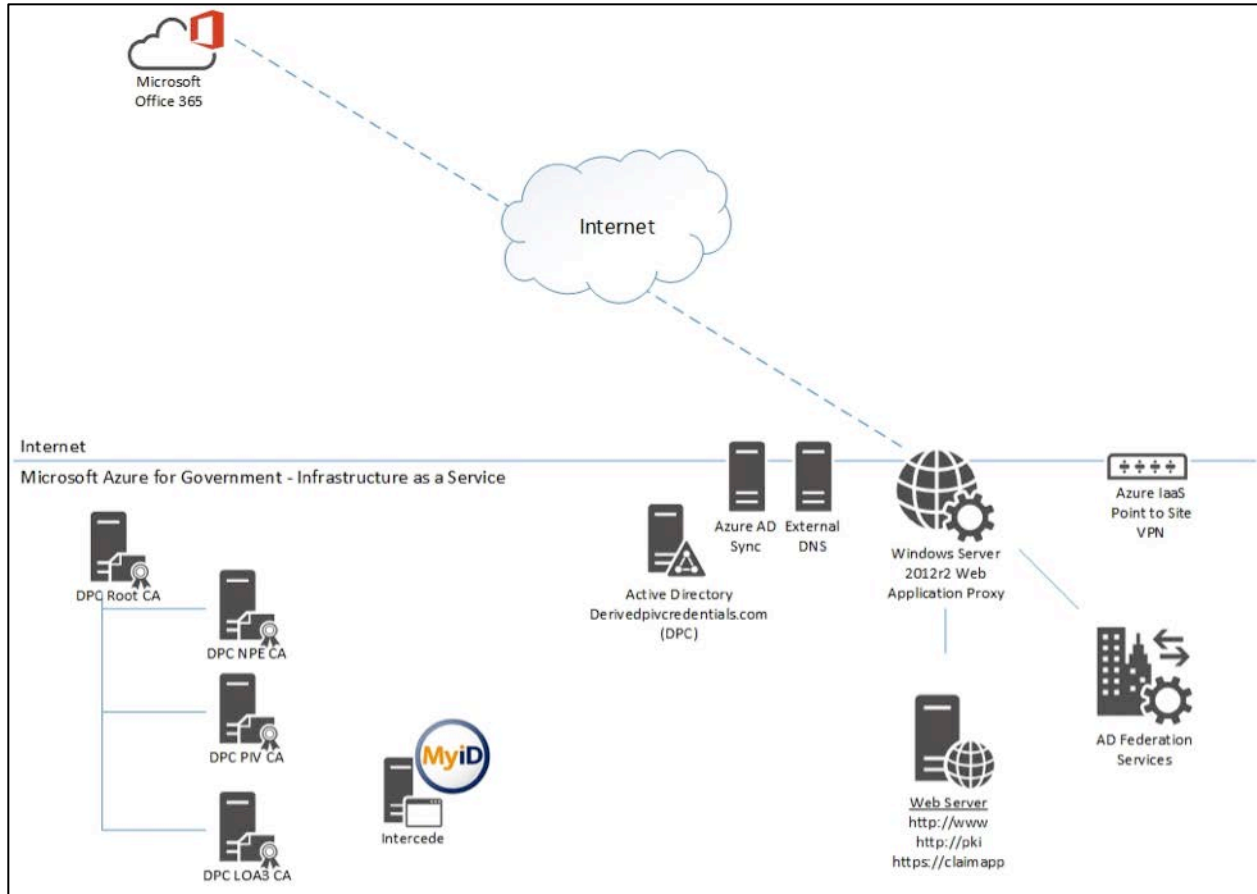 Microsoft
Office 365
Internet
Internet
Microsoft Azure for Government - Infrastructure as a Service
DPC Root CA
DPC NPE CA
DPC PIV CA
DPC LOA3 CA
MyiD
Intercede
Active Directory
Derivedpivcredentials.com
(DPC)
Azure AD
Sync
External
DNS
Windows Server
2012r2 Web
Application Proxy
Azure IaaS
Point to Site
VPN
AD Federation
Services
Web Server
http://www
http://pki
https://claimapp